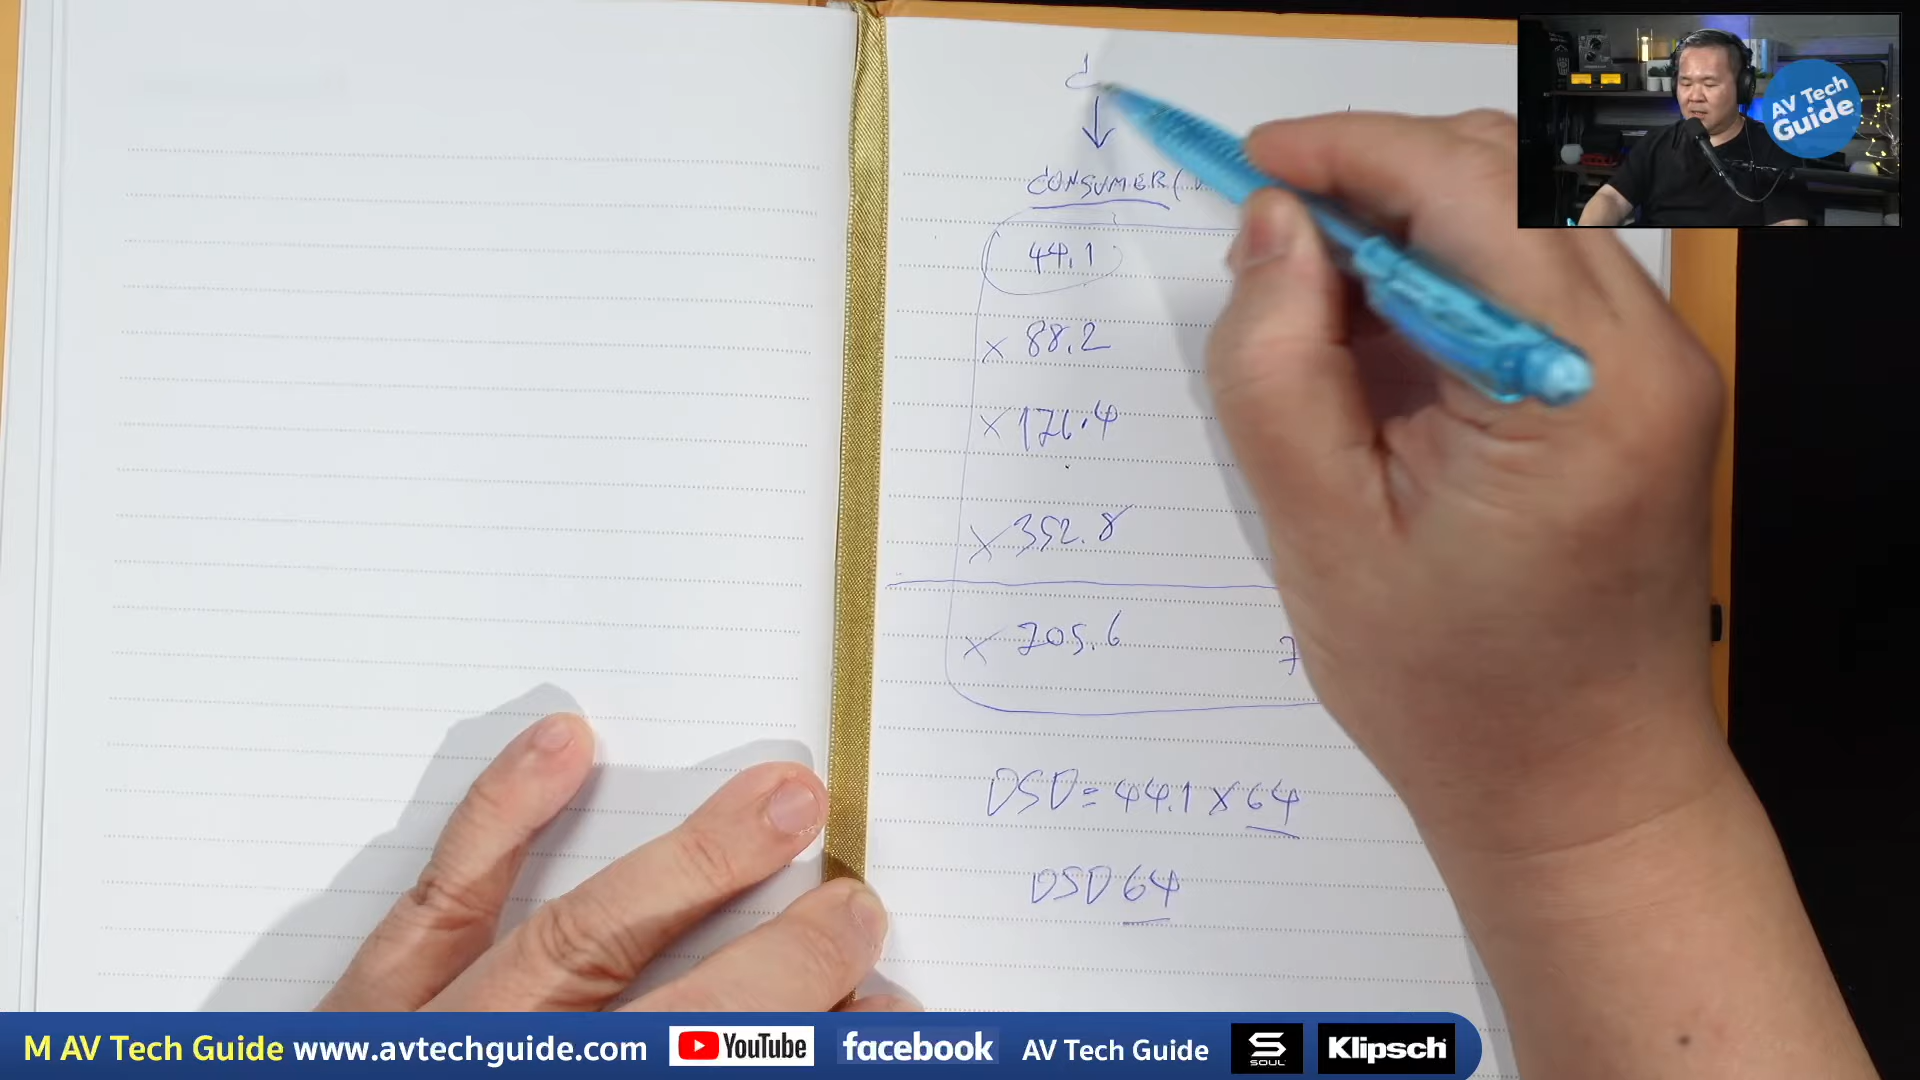 CONSUMER (
44.1
x 88.2
x 176.4
x 352.8
x 705.6 7
DSD = 44.1 x 64
DSD 64
AV Tech
Guide
M AV Tech Guide www.avtechguide.com YouTube facebook AV Tech Guide S SOUL Klipsch